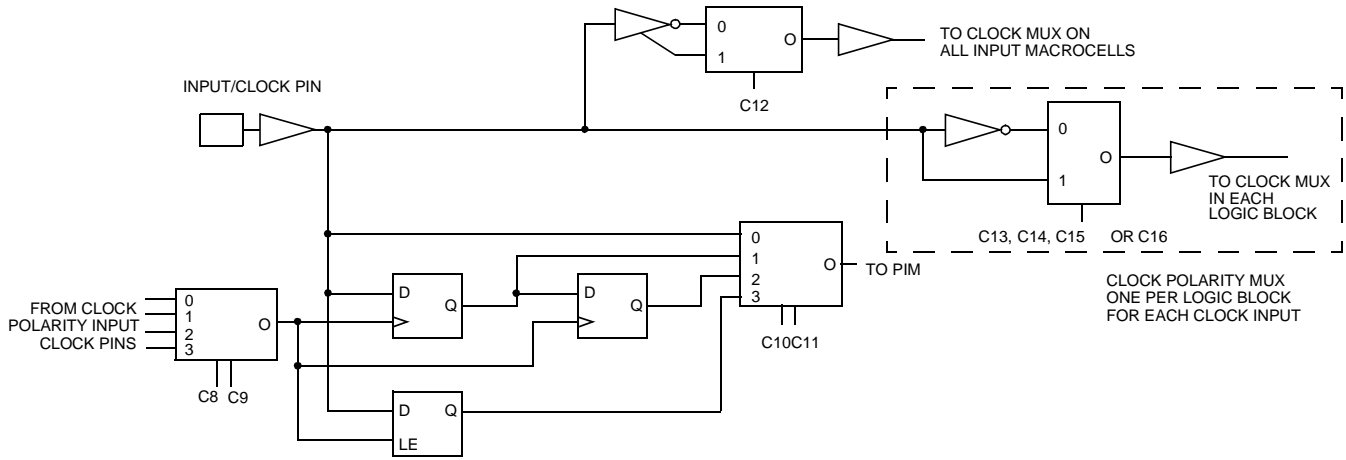 0
O
1
C12
TO CLOCK MUX ON
ALL INPUT MACROCELLS
INPUT/CLOCK PIN
0
O
1
TO CLOCK MUX
IN EACH
LOGIC BLOCK
C13, C14, C15 OR C16
CLOCK POLARITY MUX
ONE PER LOGIC BLOCK
FOR EACH CLOCK INPUT
0
1
2
3
O
TO PIM
C10C11
D
Q
D
Q
FROM CLOCK
POLARITY INPUT
CLOCK PINS
0
1
2
3
O
C8 C9
D
Q
LE